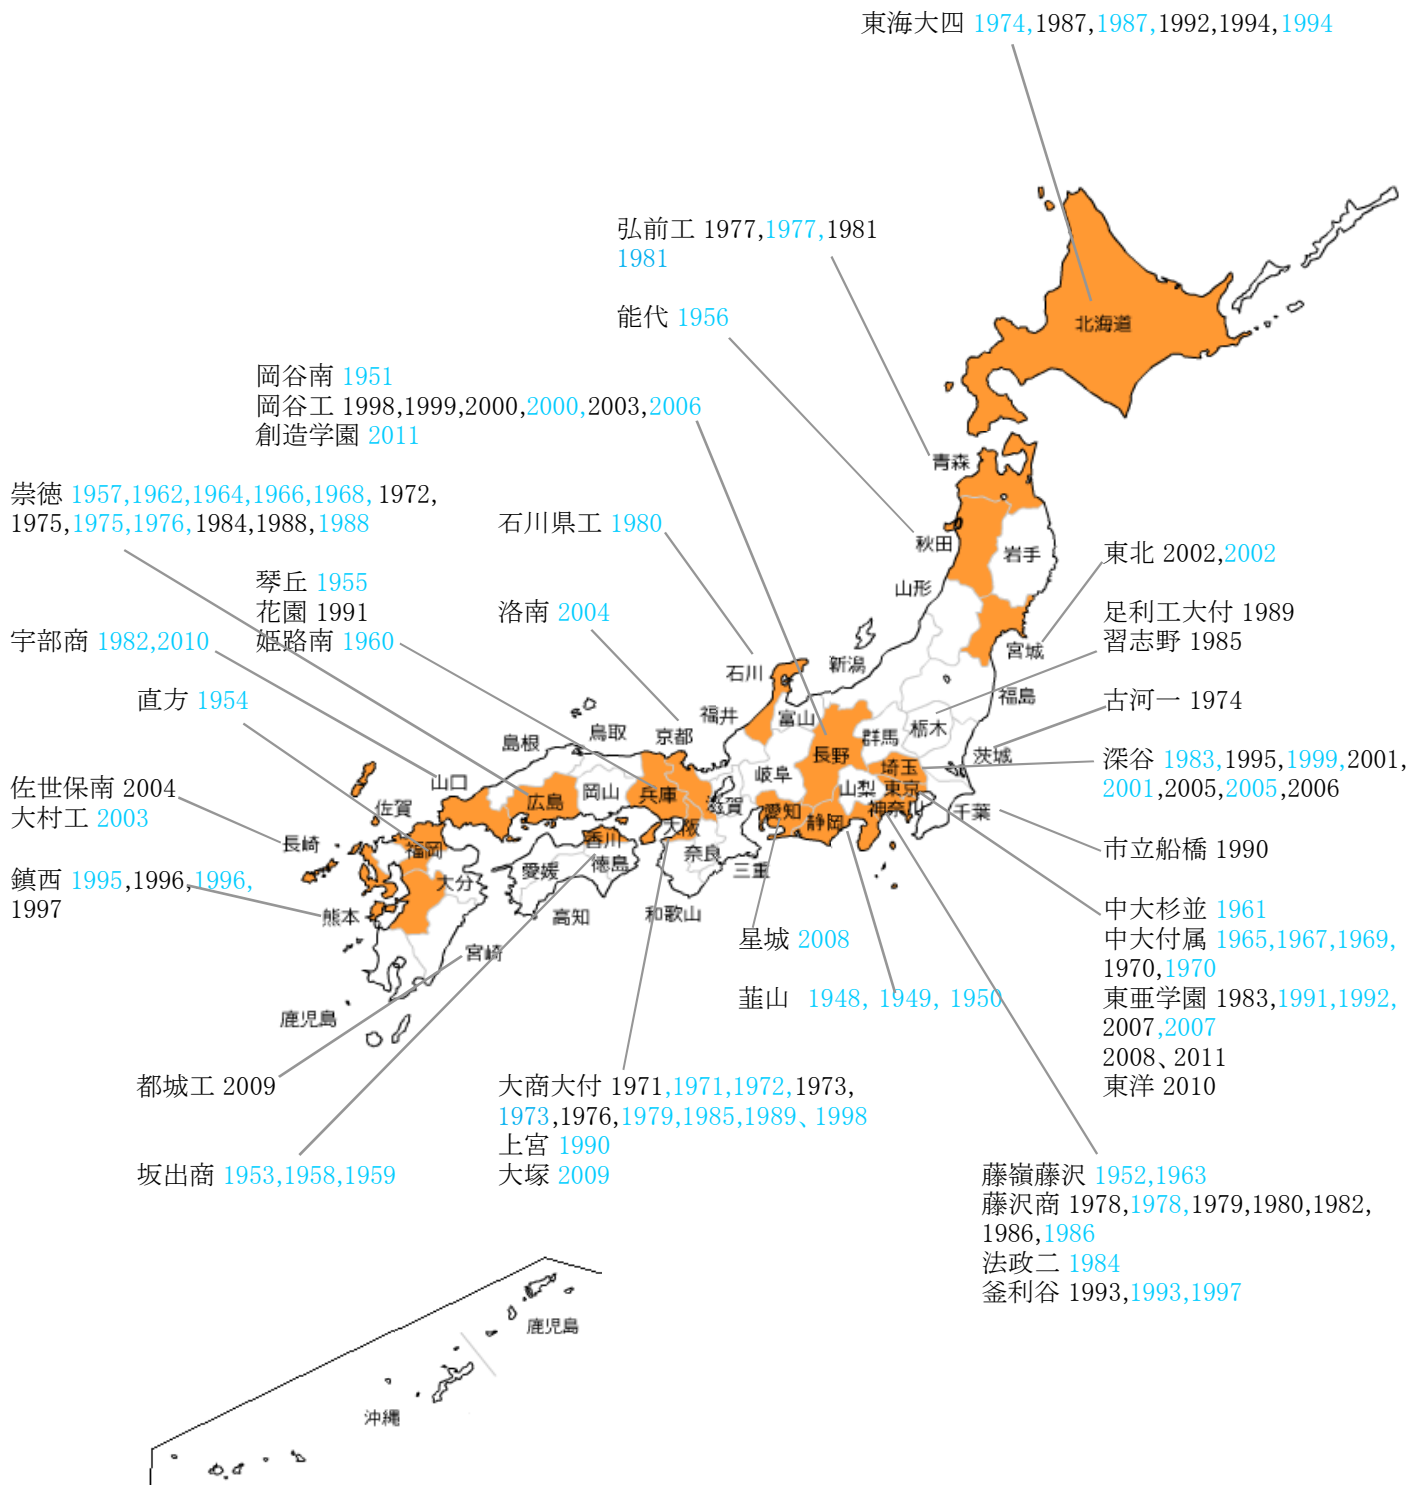 東海大四 1974,1987,1987,1992,1994,1994
弘前工 1977,1977,1981
1981
能代 1956
岡谷南 1951
岡谷工 1998,1999,2000,2000,2003,2006
創造学園 2011
崇徳 1957,1962,1964,1966,1968, 1972,
1975,1975,1976,1984,1988,1988
石川県工 1980
琴丘 1955
花園 1991
姫路南 1960
洛南 2004
宇部商 1982,2010
直方 1954
佐世保南 2004
大村工 2003
鎮西 1995,1996,1996,
1997
東北 2002,2002
足利工大付 1989
習志野 1985
古河一 1974
深谷 1983,1995,1999,2001,
2001,2005,2005,2006
市立船橋 1990
中大杉並 1961
中大付属 1965,1967,1969,
1970,1970
東亜学園 1983,1991,1992,
2007,2007
2008、2011
東洋 2010
星城 2008
韮山 1948, 1949, 1950
都城工 2009
坂出商 1953,1958,1959
大商大付 1971,1971,1972,1973,
1973,1976,1979,1985,1989、1998
上宮 1990
大塚 2009
藤嶺藤沢 1952,1963
藤沢商 1978,1978,1979,1980,1982,
1986,1986
法政二 1984
釜利谷 1993,1993,1997
北海道
青森
秋田
岩手
山形
宮城
新潟
福島
石川
富山
福井
群馬
栃木
茨城
長野
埼玉
岐阜
山梨
東京
神奈川
千葉
愛知
静岡
京都
鳥取
島根
兵庫
滋賀
岡山
広島
山口
大阪
奈良
三重
和歌山
香川
徳島
愛媛
高知
佐賀
福岡
長崎
大分
熊本
宮崎
鹿児島
鹿児島
沖縄